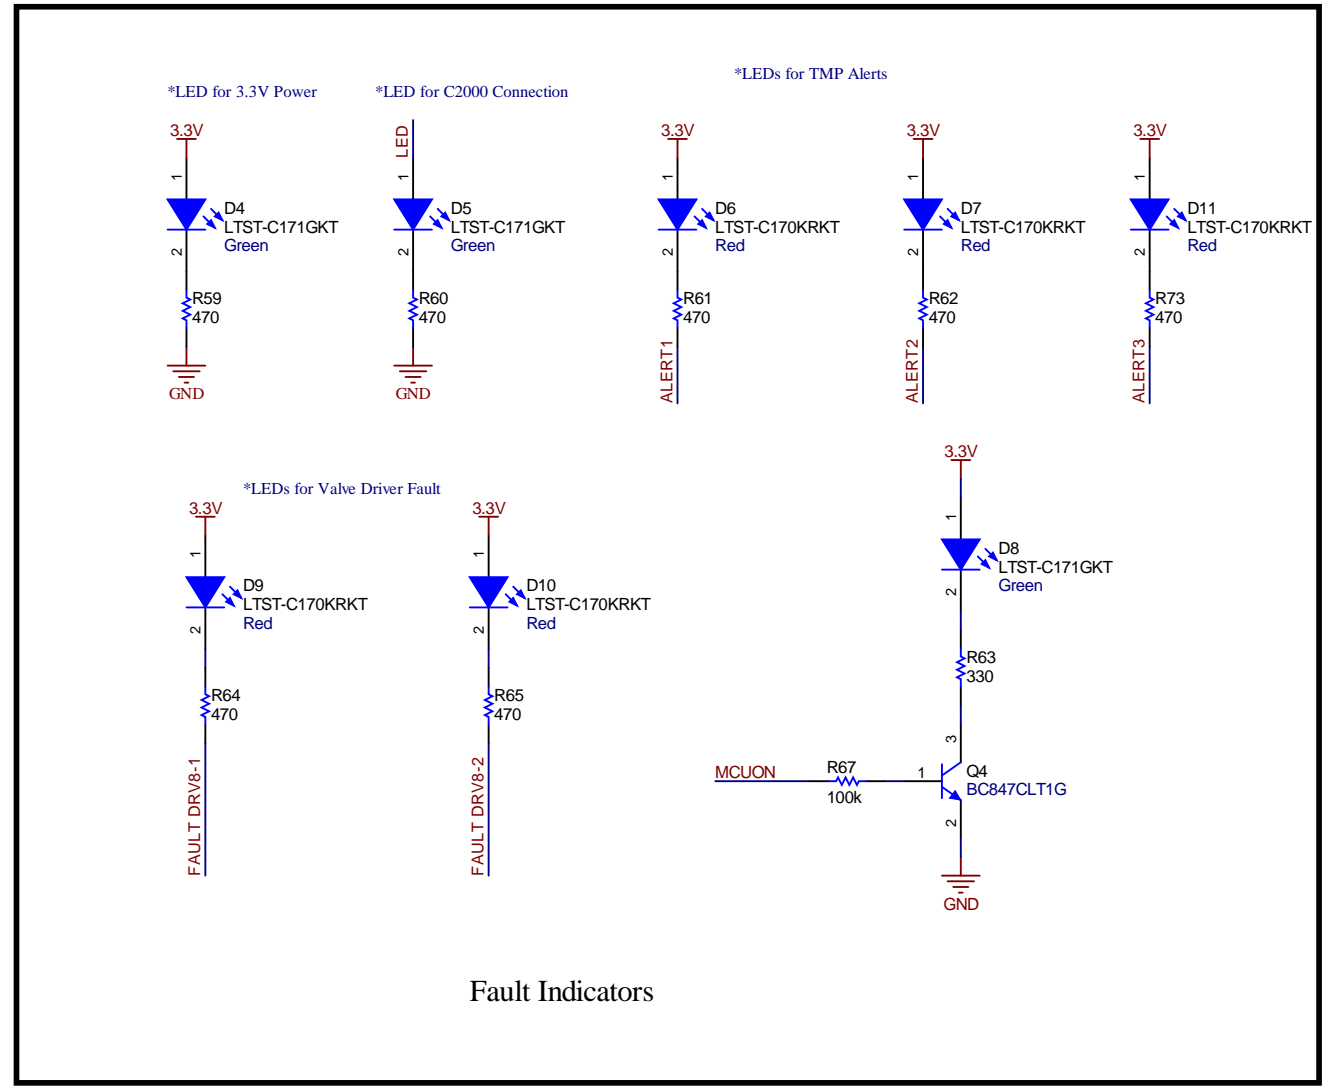 *LED for 3.3V Power
3.3V
1
D4
LTST-C171GKT
Green
2
R59
470
GND
*LED for C2000 Connection
LED
1
D5
LTST-C171GKT
Green
2
R60
470
GND
*LEDs for TMP Alerts
3.3V
1
D6
LTST-C170KRKT
Red
2
R61
470
ALERT1
3.3V
1
D7
LTST-C170KRKT
Red
2
R62
470
ALERT2
3.3V
1
D11
LTST-C170KRKT
Red
2
R73
470
ALERT3
*LEDs for Valve Driver Fault
3.3V
1
D9
LTST-C170KRKT
Red
2
R64
470
FAULT DRV8-1
3.3V
1
D10
LTST-C170KRKT
Red
2
R65
470
FAULT DRV8-2
3.3V
1
D8
LTST-C171GKT
Green
2
R63
330
3
MCUON
R67
100k
1
Q4
BC847CLT1G
2
GND
Fault Indicators